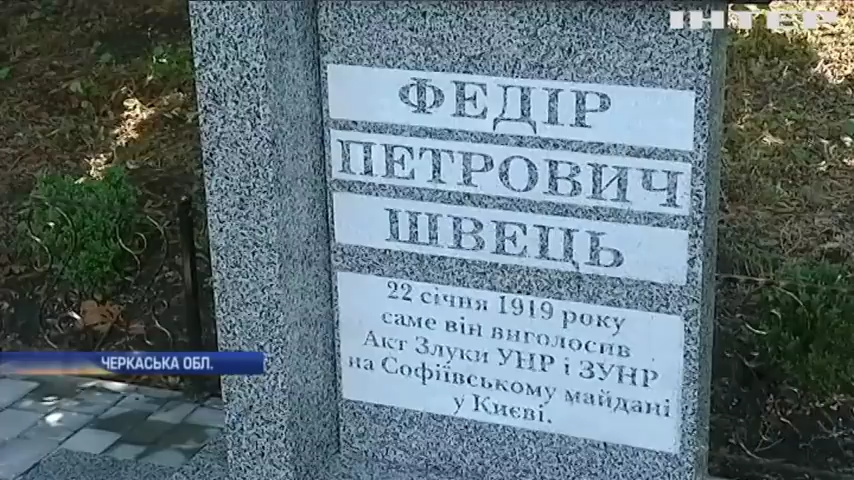 ІНТЕР
ФЕДІР
ПЕТРОВИЧ
ШВЕЦЬ
22 січня 1919 року
саме він виголосив
Акт Злуки УНР і ЗУНР
на Софіївському майдані
у Києві.
ЧЕРКАСЬКА ОБЛ.